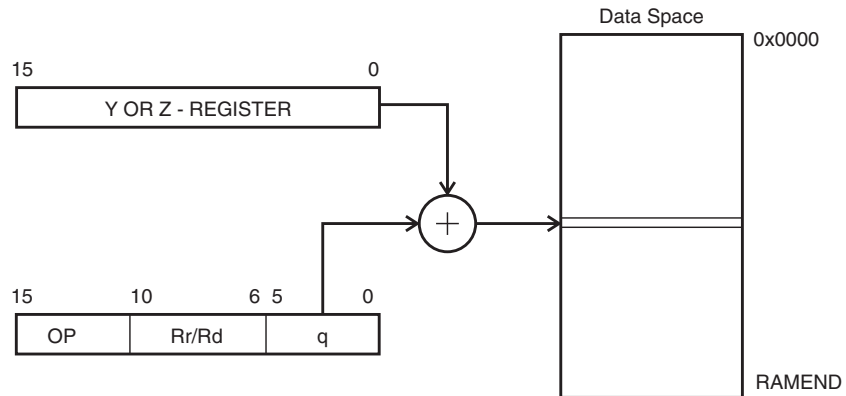 Data Space
0x0000
15 0
Y OR Z - REGISTER
15 10 6 5 0
OP Rr/Rd q
RAMEND